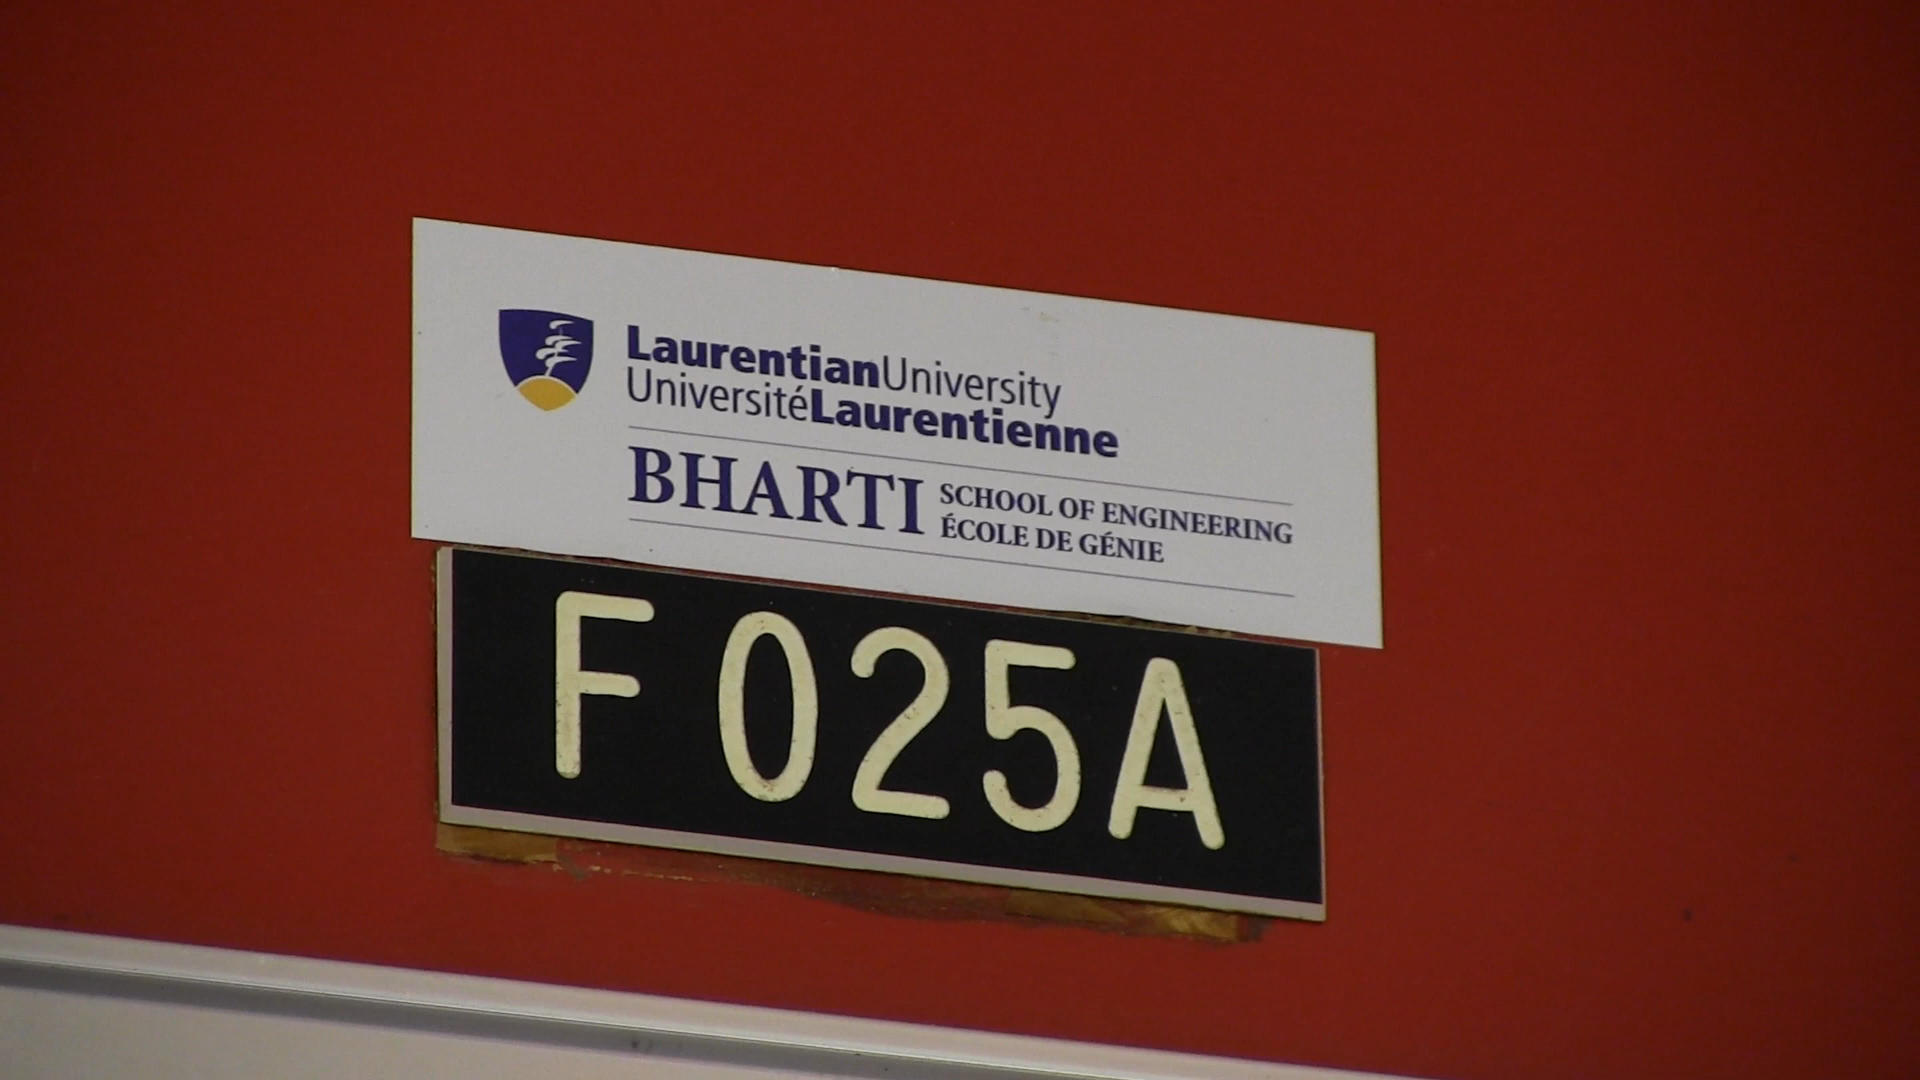 LaurentianUniversity
UniversitéLaurentienne
BHARTI SCHOOL OF ENGINEERING
ÉCOLE DE GÉNIE
F 025A